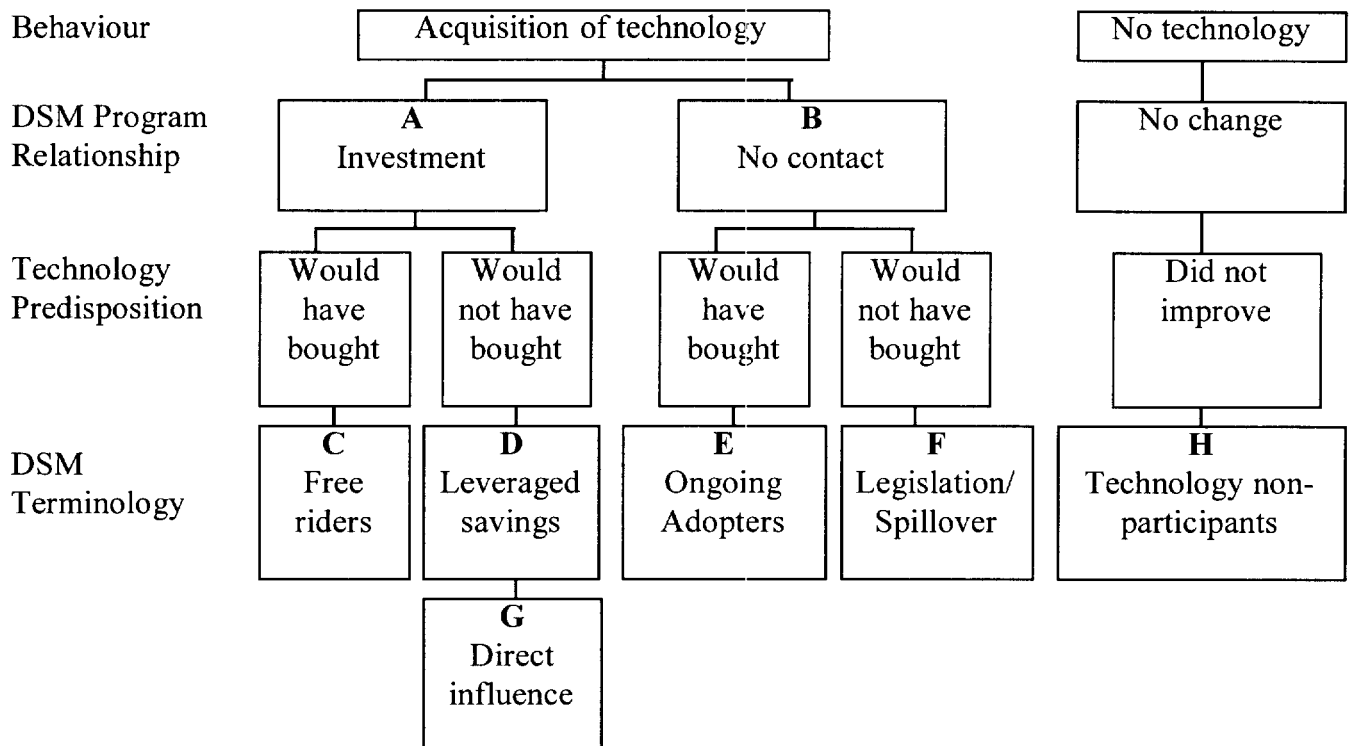 Behaviour
Acquisition of technology
No technology
DSM Program
Relationship
A
Investment
B
No contact
No change
Technology
Predisposition
Would
have
bought
Would
not have
bought
Would
have
bought
Would
not have
bought
Did not
improve
DSM
Terminology
C
Free
riders
D
Leveraged
savings
E
Ongoing
Adopters
F
Legislation/
Spillover
H
Technology non-
participants
G
Direct
influence